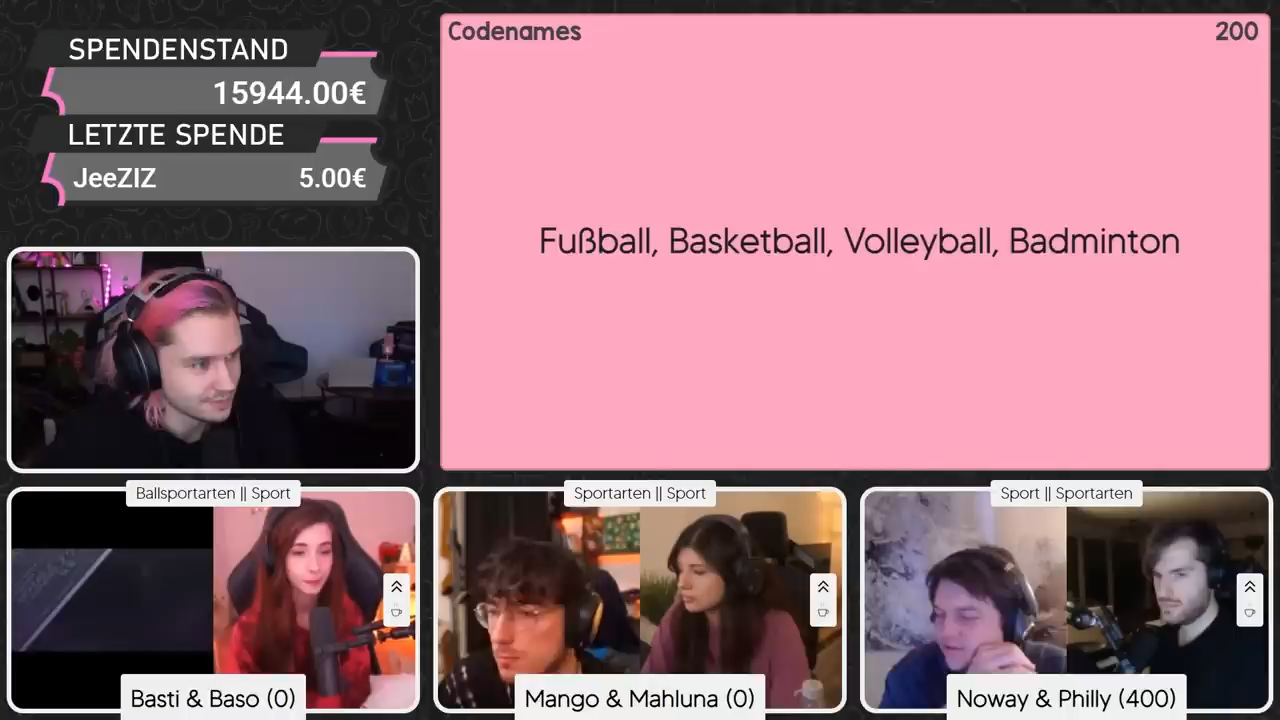 SPENDENSTAND
15944.00€
LETZTE SPENDE
JeeZIZ 5.00€
Codenames 200
Fußball, Basketball, Volleyball, Badminton
Ballsportarten || Sport
Sportarten || Sport
Sport || Sportarten
Basti & Baso (0)
Mango & Mahluna (0)
Noway & Philly (400)